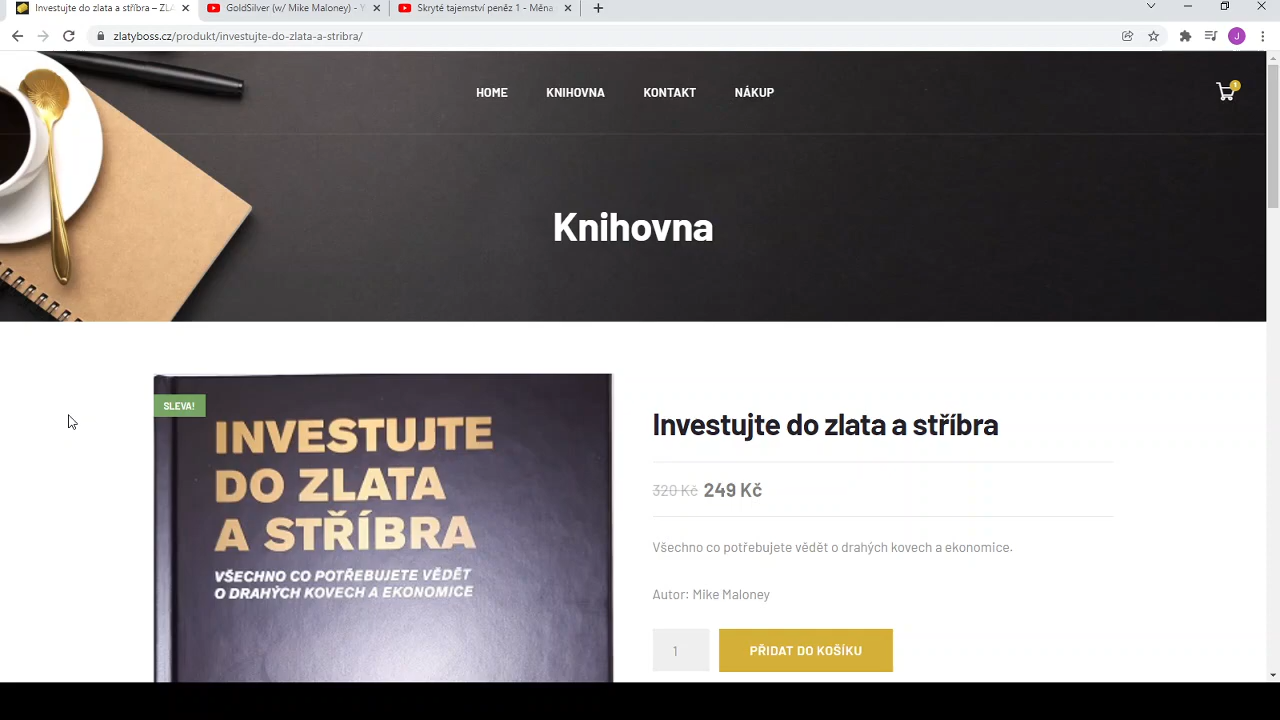 Investujte do zlata a stříbra – ZLA
GoldSilver (w/ Mike Maloney) - Y
Skryté tajemství peněz 1 - Měna
zlatyboss.cz/produkt/investujte-do-zlata-a-stribra/
J
HOME
KNIHOVNA
KONTAKT
NÁKUP
1
Knihovna
SLEVA!
INVESTUJTE
DO ZLATA
A STŘÍBRA
VŠECHNO CO POTŘEBUJETE VĚDĚT
O DRAHÝCH KOVECH A EKONOMICE
Investujte do zlata a stříbra
320 Kč 249 Kč
Všechno co potřebujete vědět o drahých kovech a ekonomice.
Autor: Mike Maloney
1
PŘIDAT DO KOŠÍKU